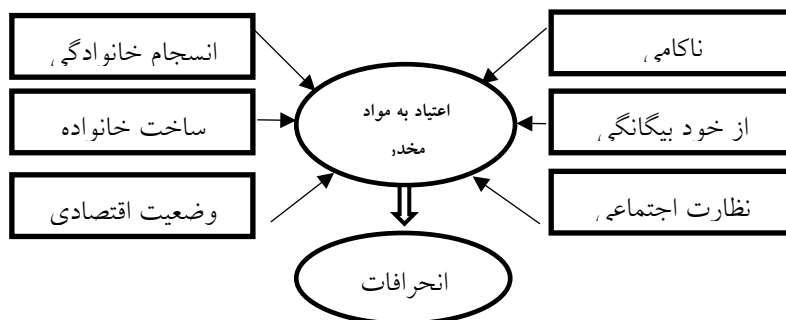 ناکامی
انسجام خانوادگی
اعتیاد به مواد
مخدر
از خود بیگانگی
ساخت خانواده
نظارت اجتماعی
وضعیت اقتصادی
انحرافات